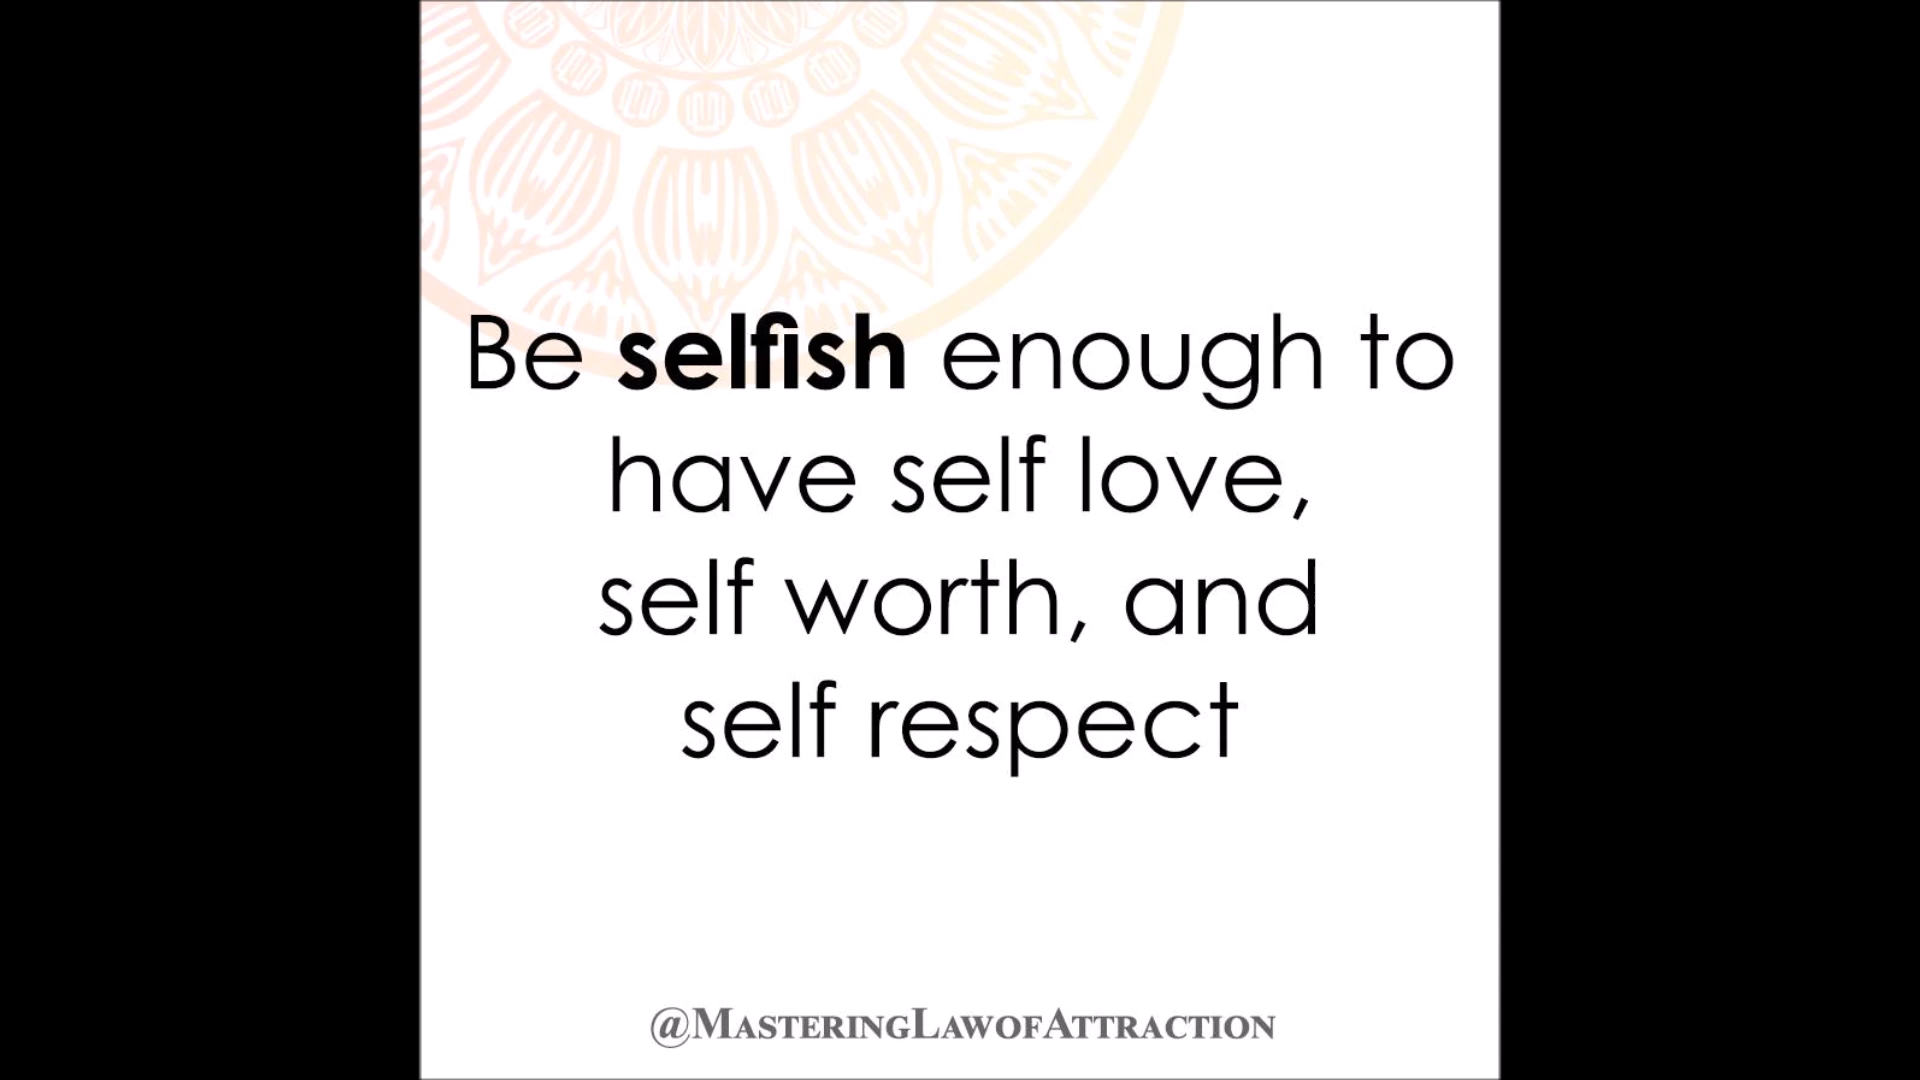 Be selfish enough to
have self love,
self worth, and
self respect
@MasteringLawofAttraction